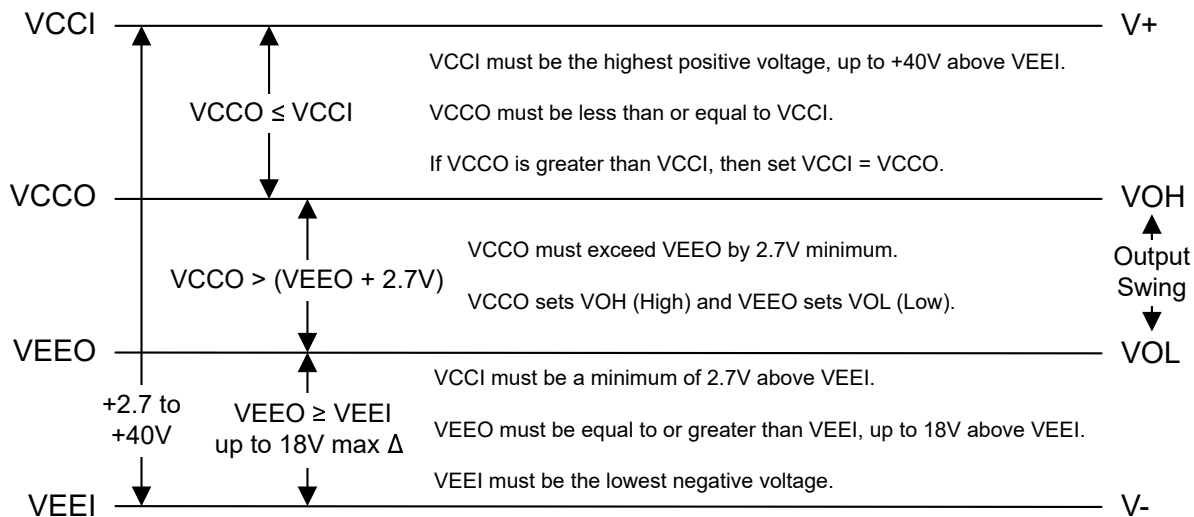 VCCI
V+
VCCI must be the highest positive voltage, up to +40V above VEEI.
VCCO ≤ VCCI
VCCO must be less than or equal to VCCI.
If VCCO is greater than VCCI, then set VCCI = VCCO.
VCCO
VOH
VCCO must exceed VEEO by 2.7V minimum.
Output
Swing
VCCO > (VEEO + 2.7V)
VCCO sets VOH (High) and VEEO sets VOL (Low).
VEEO
VOL
VCCI must be a minimum of 2.7V above VEEI.
+2.7 to
+40V
VEEO ≥ VEEI
up to 18V max Δ
VEEO must be equal to or greater than VEEI, up to 18V above VEEI.
VEEI must be the lowest negative voltage.
VEEI
V-